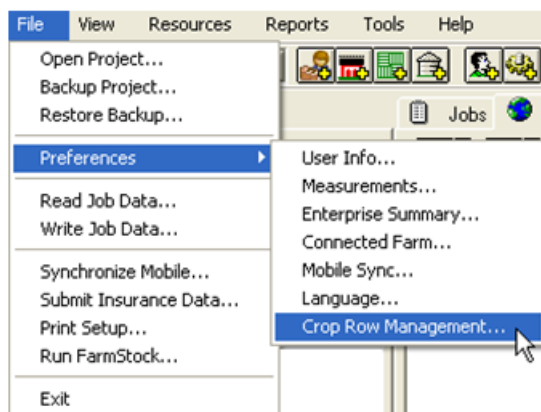 File View Resources Reports Tools Help
Open Project...
Backup Project...
Restore Backup...
Jobs
Preferences
User Info...
Measurements...
Enterprise Summary...
Connected Farm...
Mobile Sync...
Language...
Crop Row Management...
Read Job Data...
Write Job Data...
Synchronize Mobile...
Submit Insurance Data...
Print Setup...
Run FarmStock...
Exit